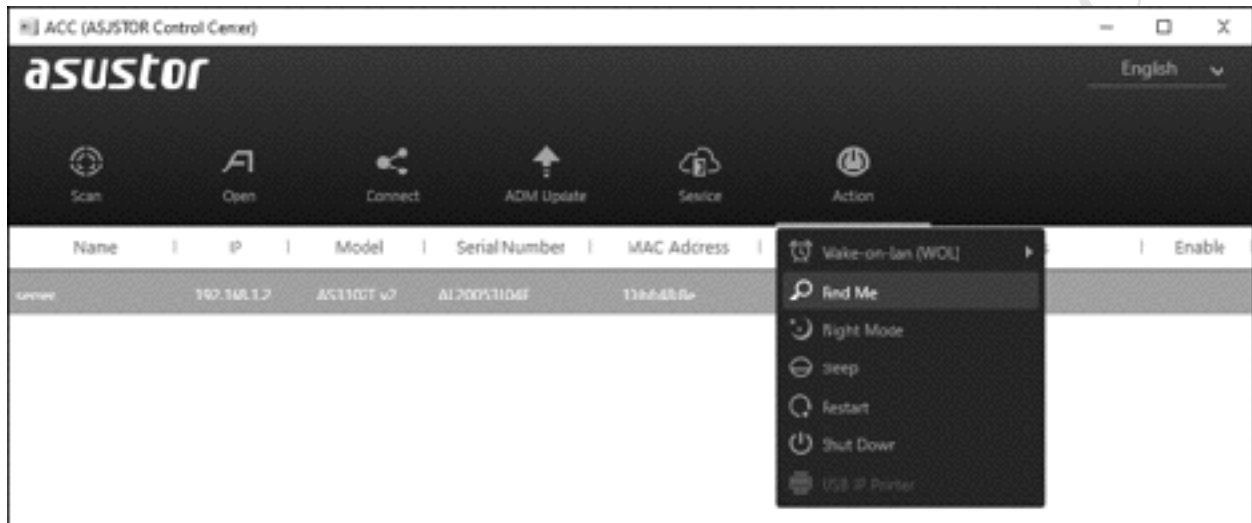 ACC (ASUSTOR Control Center)
asustor
English
Scan Open Connect ADM Update Service Action
Name IP Model Serial Number MAC Address Enable
server 192.168.1.2
Wake-on-lan (WOL)
Find Me
Night Mode
Sleep
Restart
Shut Down
USB IP Printer